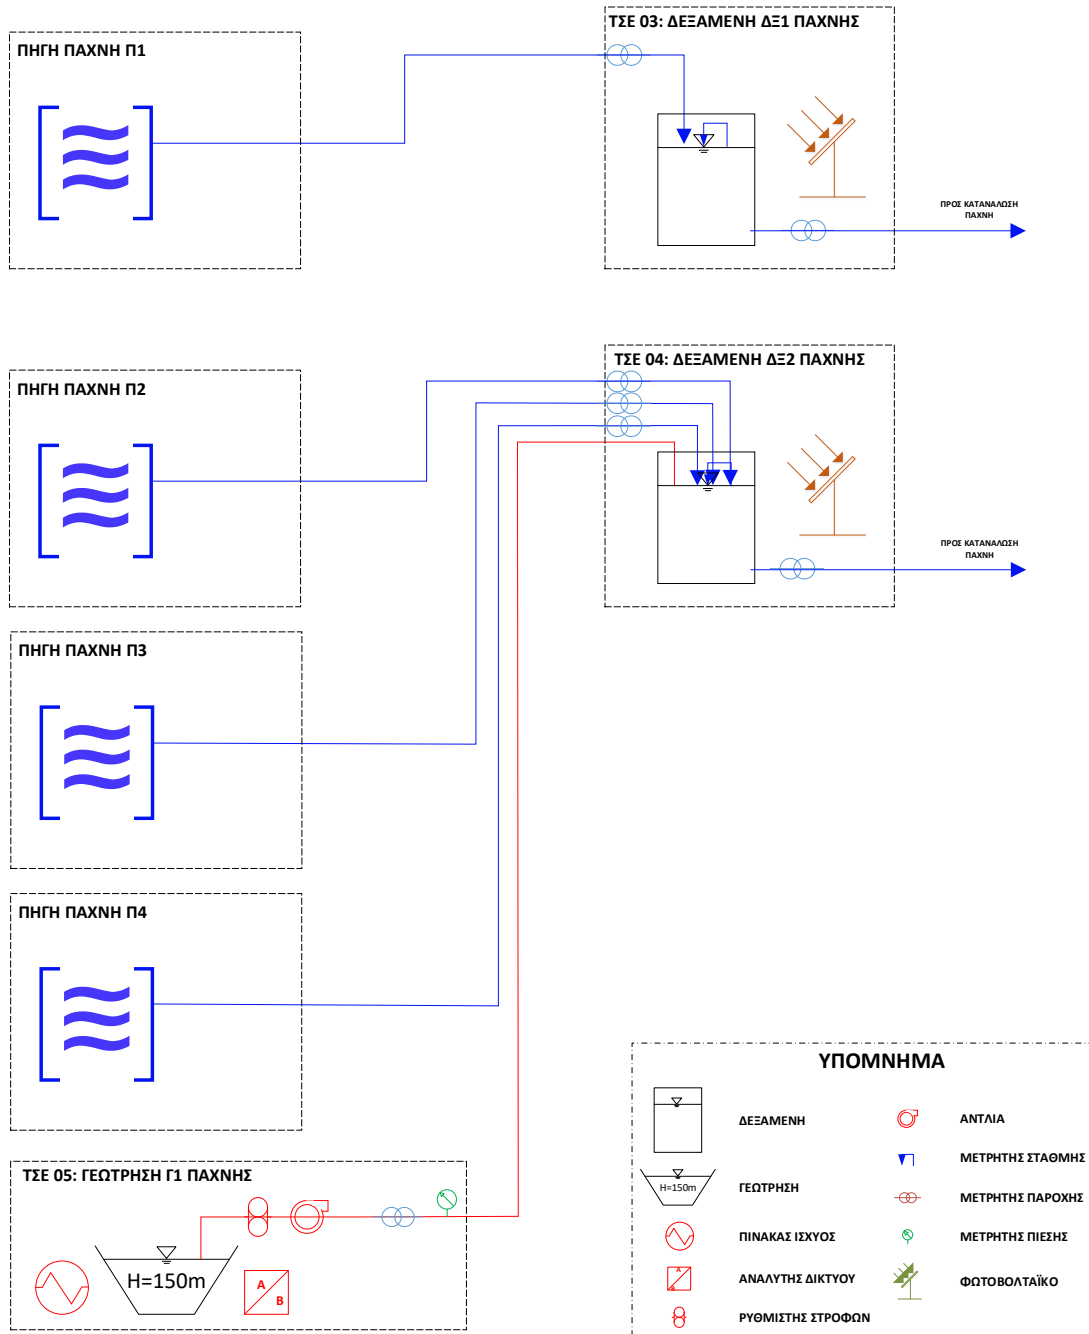 ΠΗΓΗ ΠΑΧΝΗ Π1
ΤΣΕ 03: ΔΕΞΑΜΕΝΗ ΔΞ1 ΠΑΧΝΗΣ
ΠΡΟΣ ΚΑΤΑΝΑΛΩΣΗ
ΠΑΧΝΗ
ΠΗΓΗ ΠΑΧΝΗ Π2
ΤΣΕ 04: ΔΕΞΑΜΕΝΗ ΔΞ2 ΠΑΧΝΗΣ
ΠΡΟΣ ΚΑΤΑΝΑΛΩΣΗ
ΠΑΧΝΗ
ΠΗΓΗ ΠΑΧΝΗ Π3
ΠΗΓΗ ΠΑΧΝΗ Π4
ΤΣΕ 05: ΓΕΩΤΡΗΣΗ Γ1 ΠΑΧΝΗΣ
H=150m
A
B
ΥΠΟΜΝΗΜΑ
ΔΕΞΑΜΕΝΗ
H=150m
ΓΕΩΤΡΗΣΗ
ΠΙΝΑΚΑΣ ΙΣΧΥΟΣ
A
B
ΑΝΑΛΥΤΗΣ ΔΙΚΤΥΟΥ
ΡΥΘΜΙΣΤΗΣ ΣΤΡΟΦΩΝ
ΑΝΤΛΙΑ
ΜΕΤΡΗΤΗΣ ΣΤΑΘΜΗΣ
ΜΕΤΡΗΤΗΣ ΠΑΡΟΧΗΣ
ΜΕΤΡΗΤΗΣ ΠΙΕΣΗΣ
ΦΩΤΟΒΟΛΤΑΪΚΟ